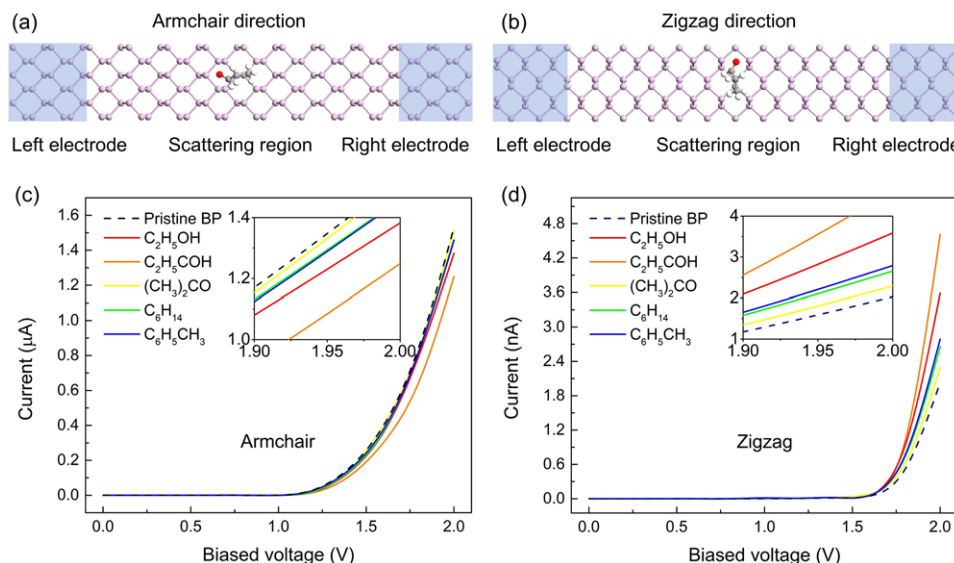 (a) Armchair direction
Left electrode Scattering region Right electrode
(b) Zigzag direction
Left electrode Scattering region Right electrode
(c)
Current (μA)
1.6
1.4
1.2
1.0
0.8
0.6
0.4
0.2
0.0
Pristine BP
C₂H₅OH
C₂H₅COH
(CH₃)₂CO
C₆H₁₄
C₆H₅CH₃
1.4
1.2
1.0
1.90 1.95 2.00
Armchair
0.0 0.5 1.0 1.5 2.0
Biased voltage (V)
(d)
Current (nA)
4.8
4.2
3.6
3.0
2.4
1.8
1.2
0.6
0.0
Pristine BP
C₂H₅OH
C₂H₅COH
(CH₃)₂CO
C₆H₁₄
C₆H₅CH₃
4
3
2
1
1.90 1.95 2.00
Zigzag
0.0 0.5 1.0 1.5 2.0
Biased voltage (V)